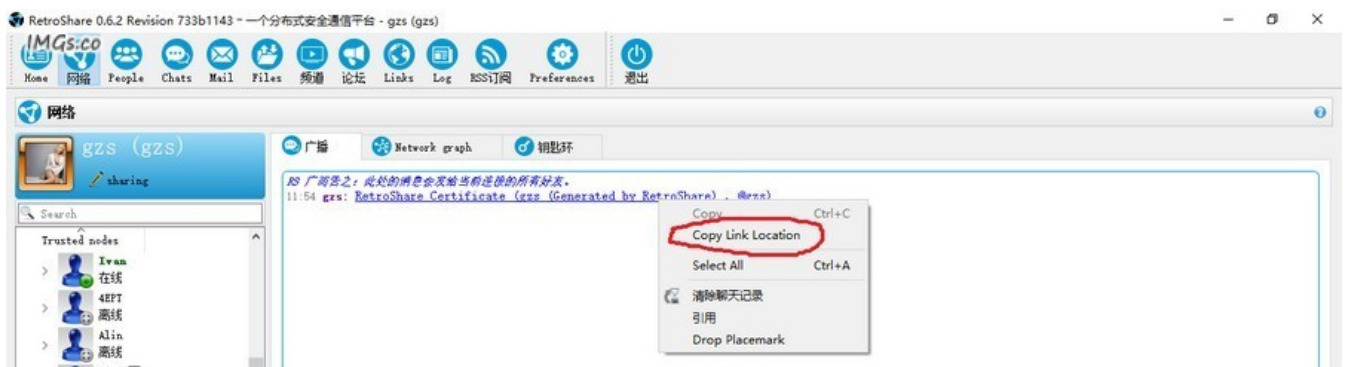 RetroShare 0.6.2 Revision 733b1143 - 一个分布式安全通信平台 - gzs (gzs)
IMGs.co
Home 网络 People Chats Mail Files 频道 论坛 Links Log RSS订阅 Preferences 退出
网络
gzs (gzs)
sharing
广播 Network graph 钥匙环
Search
RS 广而告之: 此处的消息会发给当前连接的所有好友。
11:54 gzs: RetroShare Certificate (gzs (Generated by RetroShare) , @gzs)
Trusted nodes
Ivan
在线
4EPT
离线
Alin
离线
Copy Ctrl+C
Copy Link Location
Select All Ctrl+A
清除聊天记录
引用
Drop Placemark